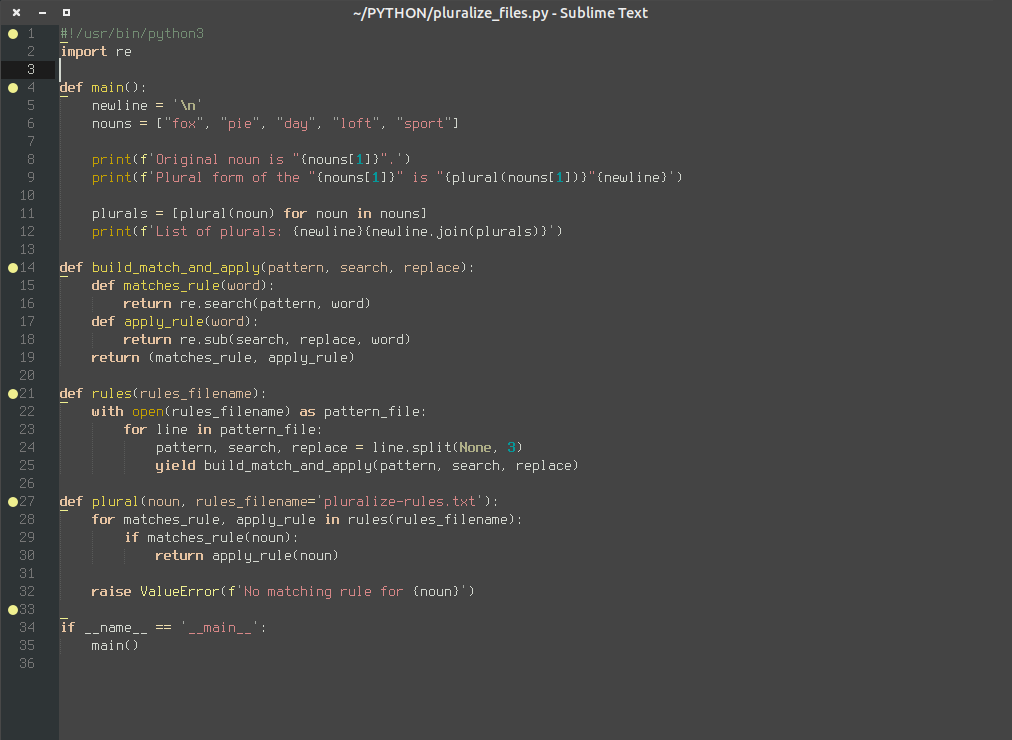 ~/PYTHON/pluralize_files.py - Sublime Text
1 #!/usr/bin/python3
2 import re
3
4 def main():
5     newline = '\n'
6     nouns = ["fox", "pie", "day", "loft", "sport"]
7
8     print(f'Original noun is "{nouns[1]}".')
9     print(f'Plural form of the "{nouns[1]}" is "{plural(nouns[1])}"{newline}')
10
11     plurals = [plural(noun) for noun in nouns]
12     print(f'List of plurals: {newline}{newline.join(plurals)}')
13
14 def build_match_and_apply(pattern, search, replace):
15     def matches_rule(word):
16         return re.search(pattern, word)
17     def apply_rule(word):
18         return re.sub(search, replace, word)
19     return (matches_rule, apply_rule)
20
21 def rules(rules_filename):
22     with open(rules_filename) as pattern_file:
23         for line in pattern_file:
24             pattern, search, replace = line.split(None, 3)
25             yield build_match_and_apply(pattern, search, replace)
26
27 def plural(noun, rules_filename='pluralize-rules.txt'):
28     for matches_rule, apply_rule in rules(rules_filename):
29         if matches_rule(noun):
30             return apply_rule(noun)
31
32     raise ValueError(f'No matching rule for {noun}')
33
34 if __name__ == '__main__':
35     main()
36